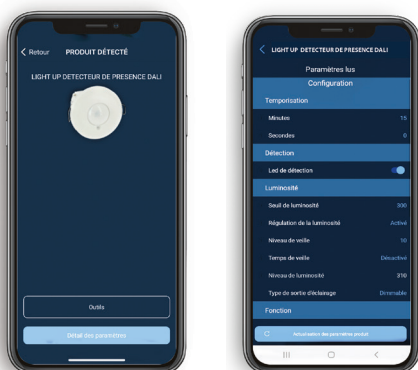 Retour PRODUIT DÉTECTÉ
LIGHT UP DETECTEUR DE PRESENCE DALI
Outils
Détail des paramètres
LIGHT UP DETECTEUR DE PRESENCE DALI
Paramètres lus
Configuration
Temporisation
Minutes 15
Secondes 0
Détection
Led de détection
Luminosité
Seuil de luminosité 300
Régulation de la luminosité Activé
Niveau de veille 10
Temps de veille Désactivé
Niveau de luminosité 310
Type de sortie d'éclairage Dimmable
Fonction
Actualisation des paramètres produit